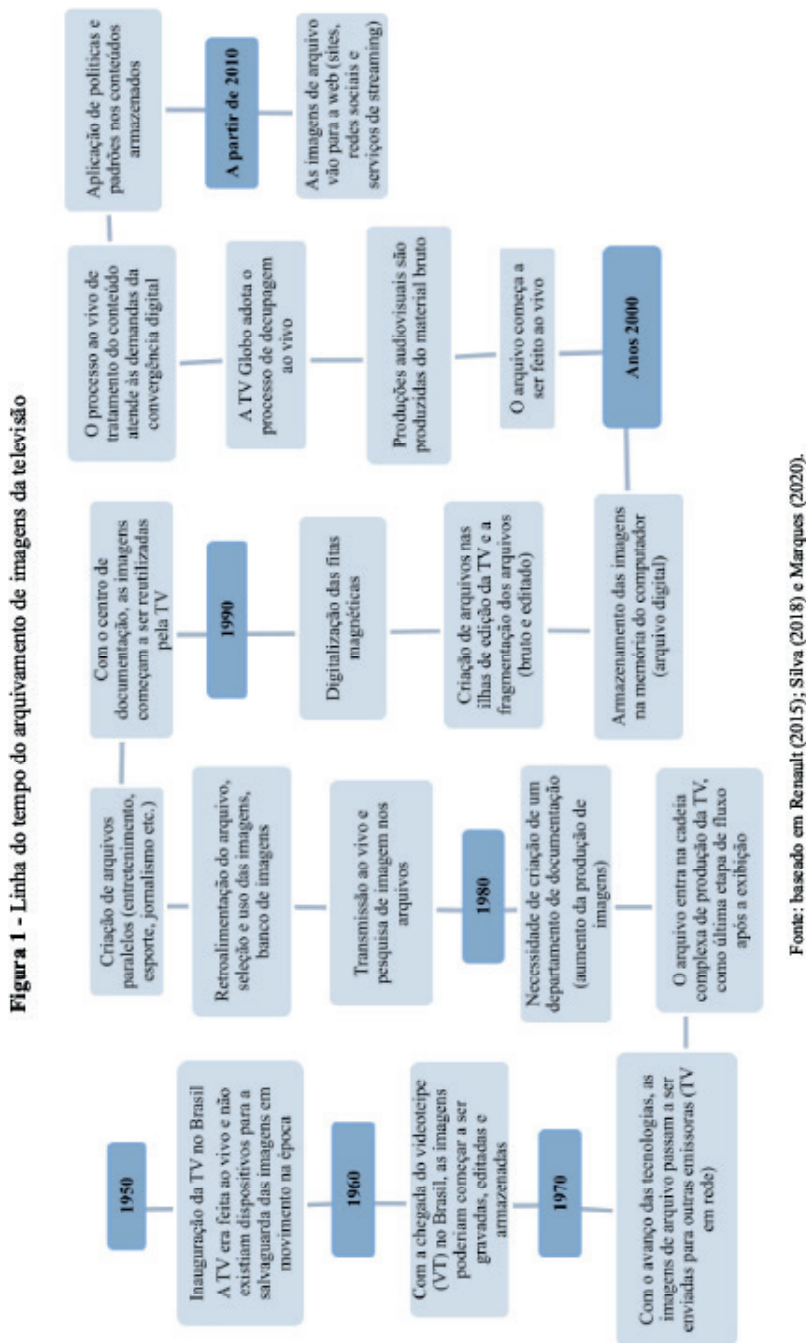 Figura 1 - Linha do tempo do arquivamento de imagens da televisão
1950
Inauguração da TV no Brasil
A TV era feita ao vivo e não
existiam dispositivos para a
salvaguarda das imagens em
movimento na época
1960
Com a chegada do videoteipe
(VT) no Brasil, as imagens
poderiam começar a ser
gravadas, editadas e
armazenadas
1970
Com o avanço das tecnologias, as
imagens de arquivo passam a ser
enviadas para outras emissoras (TV
em rede)
O arquivo entra na cadeia
complexa de produção da TV,
como última etapa de fluxo
após a exibição
Necessidade de criação de um
departamento de documentação
(aumento da produção de
imagens)
1980
Transmissão ao vivo e
pesquisa de imagem nos
arquivos
Retroalimentação do arquivo,
seleção e uso das imagens,
banco de imagens
Criação de arquivos
paralelos (entretenimento,
esporte, jornalismo etc.)
Com o centro de
documentação, as imagens
começam a ser reutilizadas
pela TV
1990
Digitalização das fitas
magnéticas
Criação de arquivos nas
ilhas de edição da TV e a
fragmentação dos arquivos
(bruto e editado)
Armazenamento das imagens
na memória do computador
(arquivo digital)
Anos 2000
O arquivo começa a
ser feito ao vivo
Produções audiovisuais são
produzidas do material bruto
A TV Globo adota o
processo de decupagem
ao vivo
O processo ao vivo de
tratamento do conteúdo
atende às demandas da
convergência digital
Aplicação de políticas e
padrões nos conteúdos
armazenados
A partir de 2010
As imagens de arquivo
vão para a web (sites,
redes sociais e
serviços de streaming)
Fonte: baseado em Renault (2015); Silva (2018) e Marques (2020).